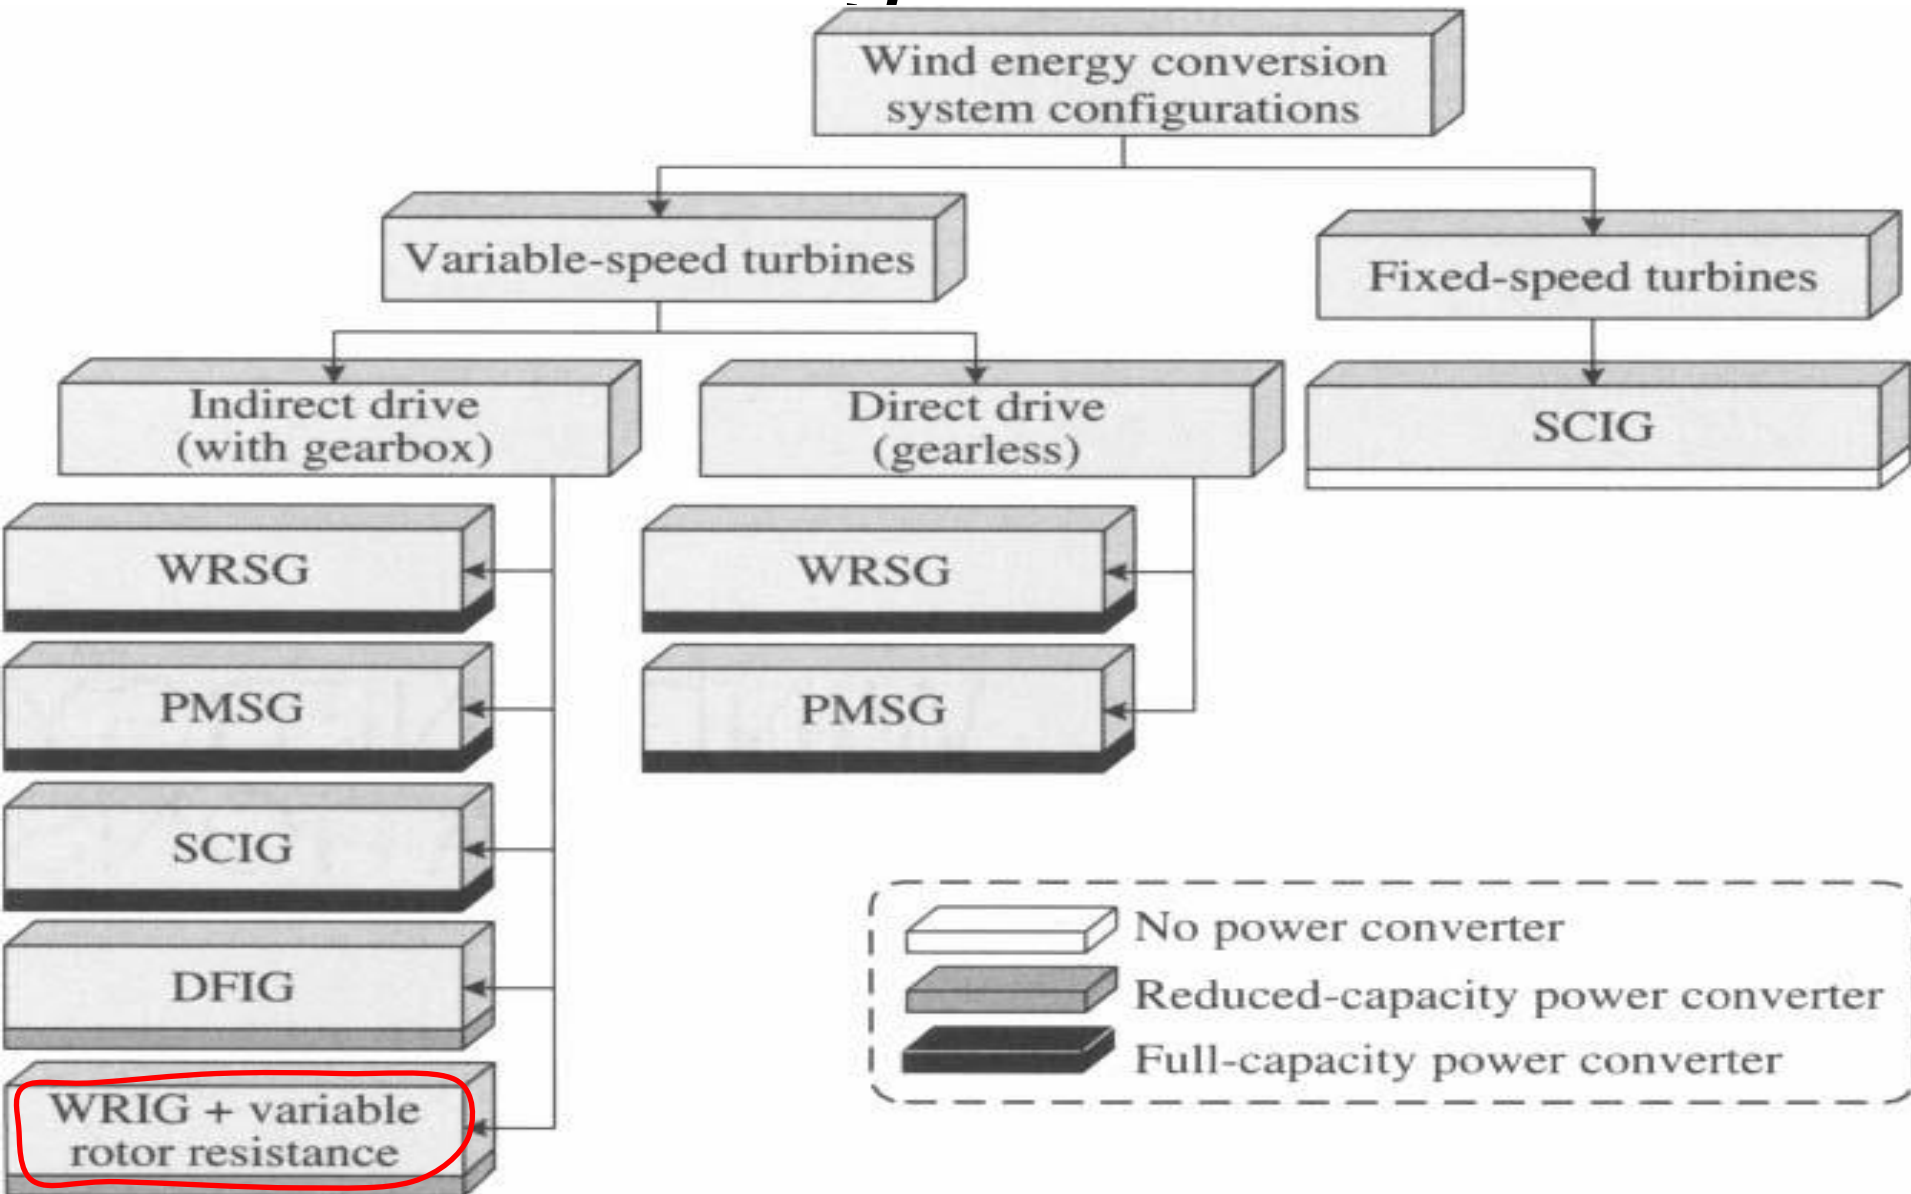 Wind energy conversion
system configurations
Variable-speed turbines
Fixed-speed turbines
Indirect drive
(with gearbox)
Direct drive
(gearless)
SCIG
WRSG
WRSG
PMSG
PMSG
SCIG
DFIG
WRIG + variable
rotor resistance
No power converter
Reduced-capacity power converter
Full-capacity power converter